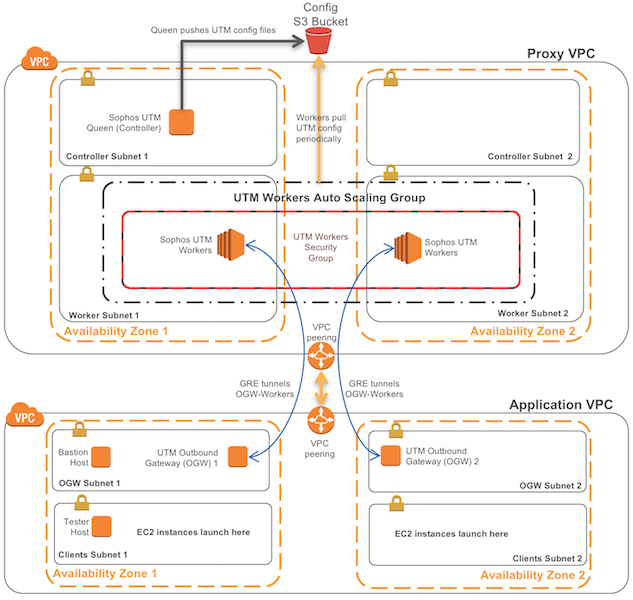 Config
S3 Bucket
Queen pushes UTM config files
VPC
Proxy VPC
Sophos UTM
Queen (Controller)
Workers pull
UTM config
periodically
Controller Subnet 1
Controller Subnet 2
UTM Workers Auto Scaling Group
Sophos UTM
Workers
UTM Workers
Security
Group
Sophos UTM
Workers
Worker Subnet 1
Worker Subnet 2
Availability Zone 1
Availability Zone 2
VPC
peering
GRE tunnels
OGW-Workers
GRE tunnels
OGW-Workers
VPC
Application VPC
VPC
peering
Bastion
Host
UTM Outbound
Gateway (OGW) 1
UTM Outbound
Gateway (OGW) 2
OGW Subnet 1
OGW Subnet 2
Tester
Host
EC2 instances launch here
EC2 instances launch here
Clients Subnet 1
Clients Subnet 2
Availability Zone 1
Availability Zone 2